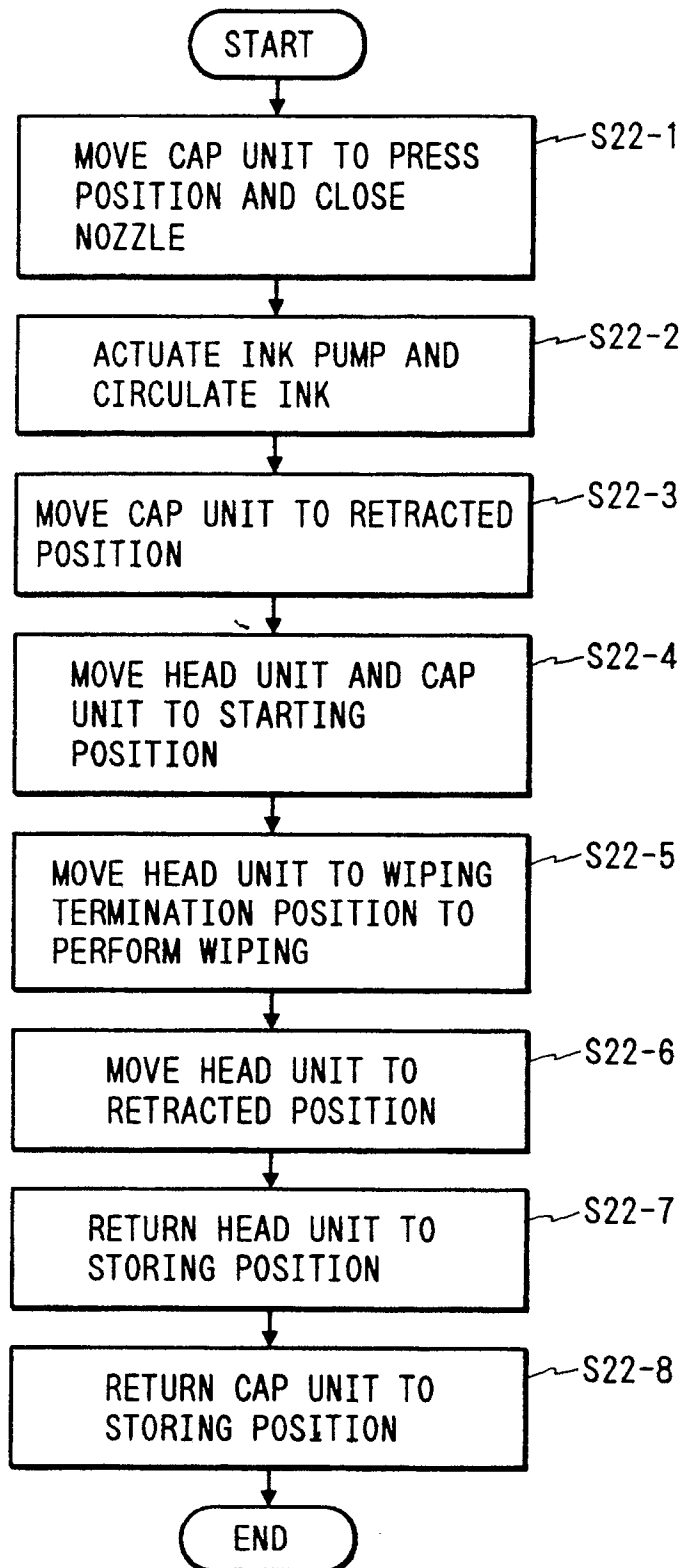 START
MOVE CAP UNIT TO PRESS
POSITION AND CLOSE
NOZZLE
S22-1
ACTUATE INK PUMP AND
CIRCULATE INK
S22-2
MOVE CAP UNIT TO RETRACTED
POSITION
S22-3
MOVE HEAD UNIT AND CAP
UNIT TO STARTING
POSITION
S22-4
MOVE HEAD UNIT TO WIPING
TERMINATION POSITION TO
PERFORM WIPING
S22-5
MOVE HEAD UNIT TO
RETRACTED POSITION
S22-6
RETURN HEAD UNIT TO
STORING POSITION
S22-7
RETURN CAP UNIT TO
STORING POSITION
S22-8
END